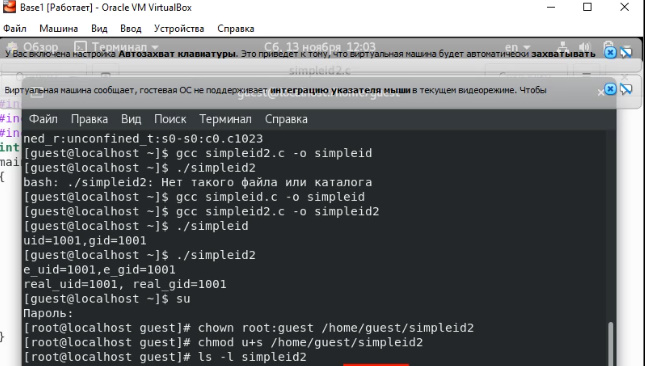 Base1 [Работает] - Oracle VM VirtualBox
Файл Машина Вид Ввод Устройства Справка
Обзор Терминал Сб, 13 ноября 12:03 en
У Вас включена настройка Автозахват клавиатуры. Это приведет к тому, что виртуальная машина будет автоматически захватывать
simpleid2.c
Виртуальная машина сообщает, гостевая ОС не поддерживает интеграцию указателя мыши в текущем видеорежиме. Чтобы
Файл Правка Вид Поиск Терминал Справка
#in
#in
#in
int
mai
{
}
ned_r:unconfined_t:s0-s0:c0.c1023
[guest@localhost ~]$ gcc simpleid2.c -o simpleid
[guest@localhost ~]$ ./simpleid2
bash: ./simpleid2: Нет такого файла или каталога
[guest@localhost ~]$ gcc simpleid.c -o simpleid
[guest@localhost ~]$ gcc simpleid2.c -o simpleid2
[guest@localhost ~]$ ./simpleid
uid=1001,gid=1001
[guest@localhost ~]$ ./simpleid2
e_uid=1001,e_gid=1001
real_uid=1001, real_gid=1001
[guest@localhost ~]$ su
Пароль:
[root@localhost guest]# chown root:guest /home/guest/simpleid2
[root@localhost guest]# chmod u+s /home/guest/simpleid2
[root@localhost guest]# ls -l simpleid2